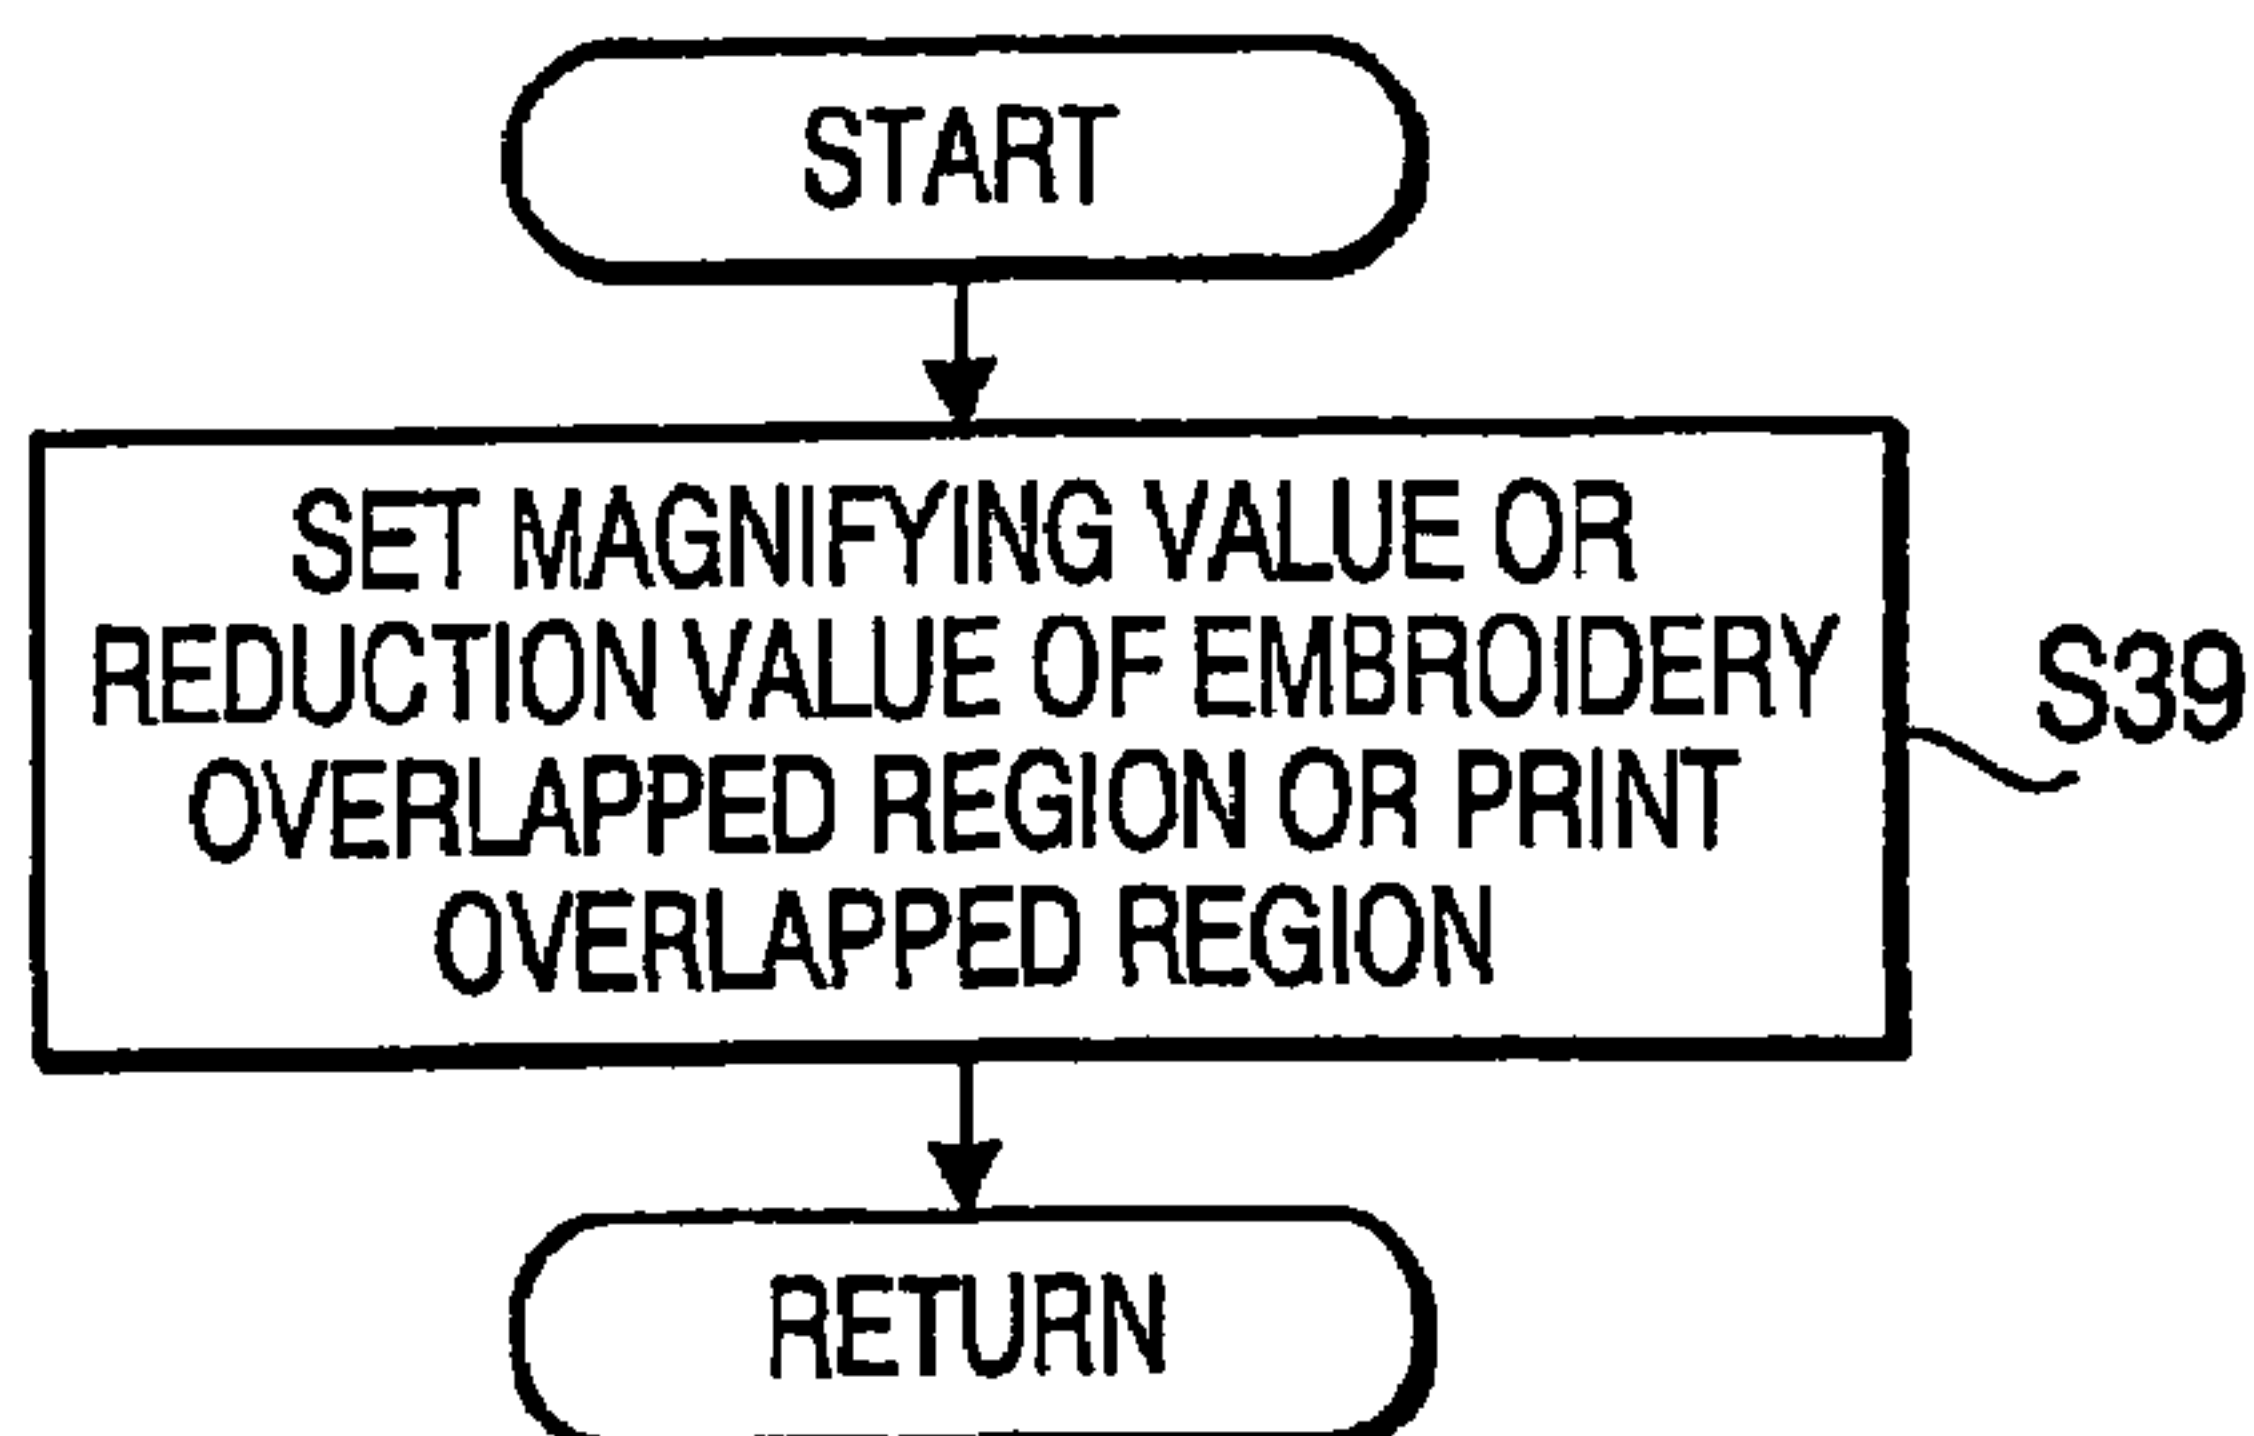 START
SET MAGNIFYING VALUE OR
REDUCTION VALUE OF EMBROIDERY
OVERLAPPED REGION OR PRINT
OVERLAPPED REGION
S39
RETURN